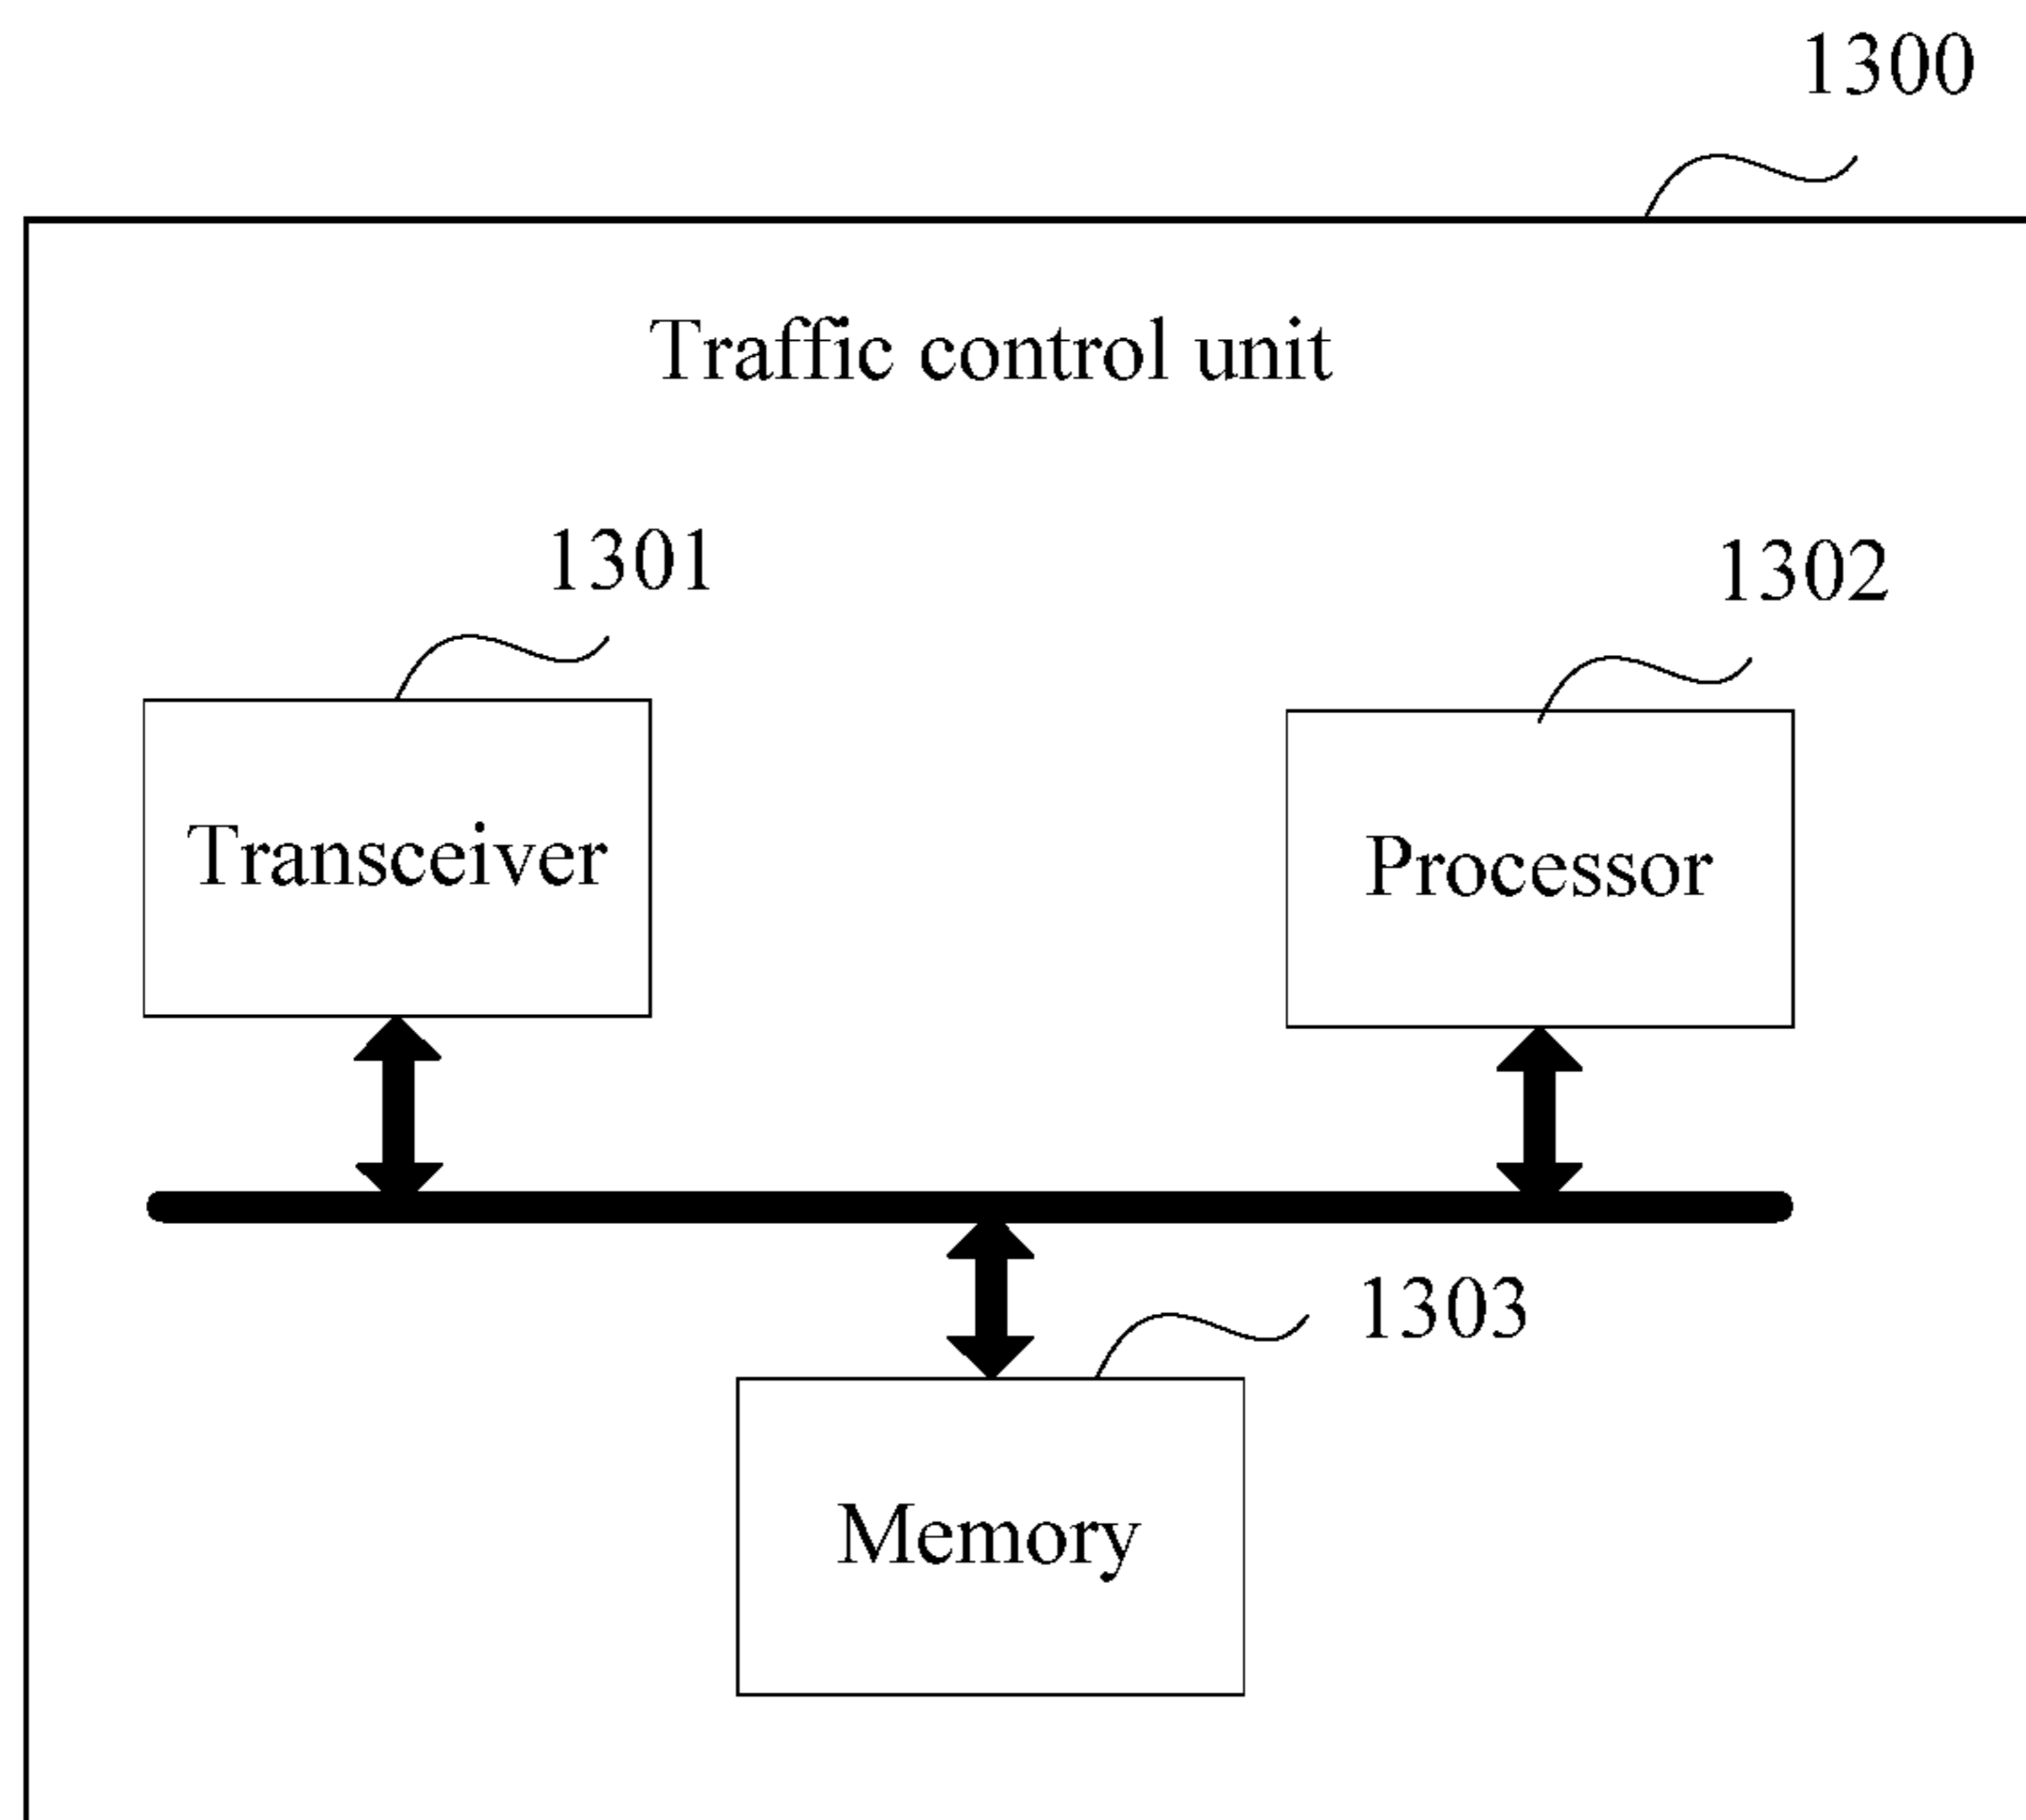 1300
Traffic control unit
1301
1302
Transceiver
Processor
1303
Memory